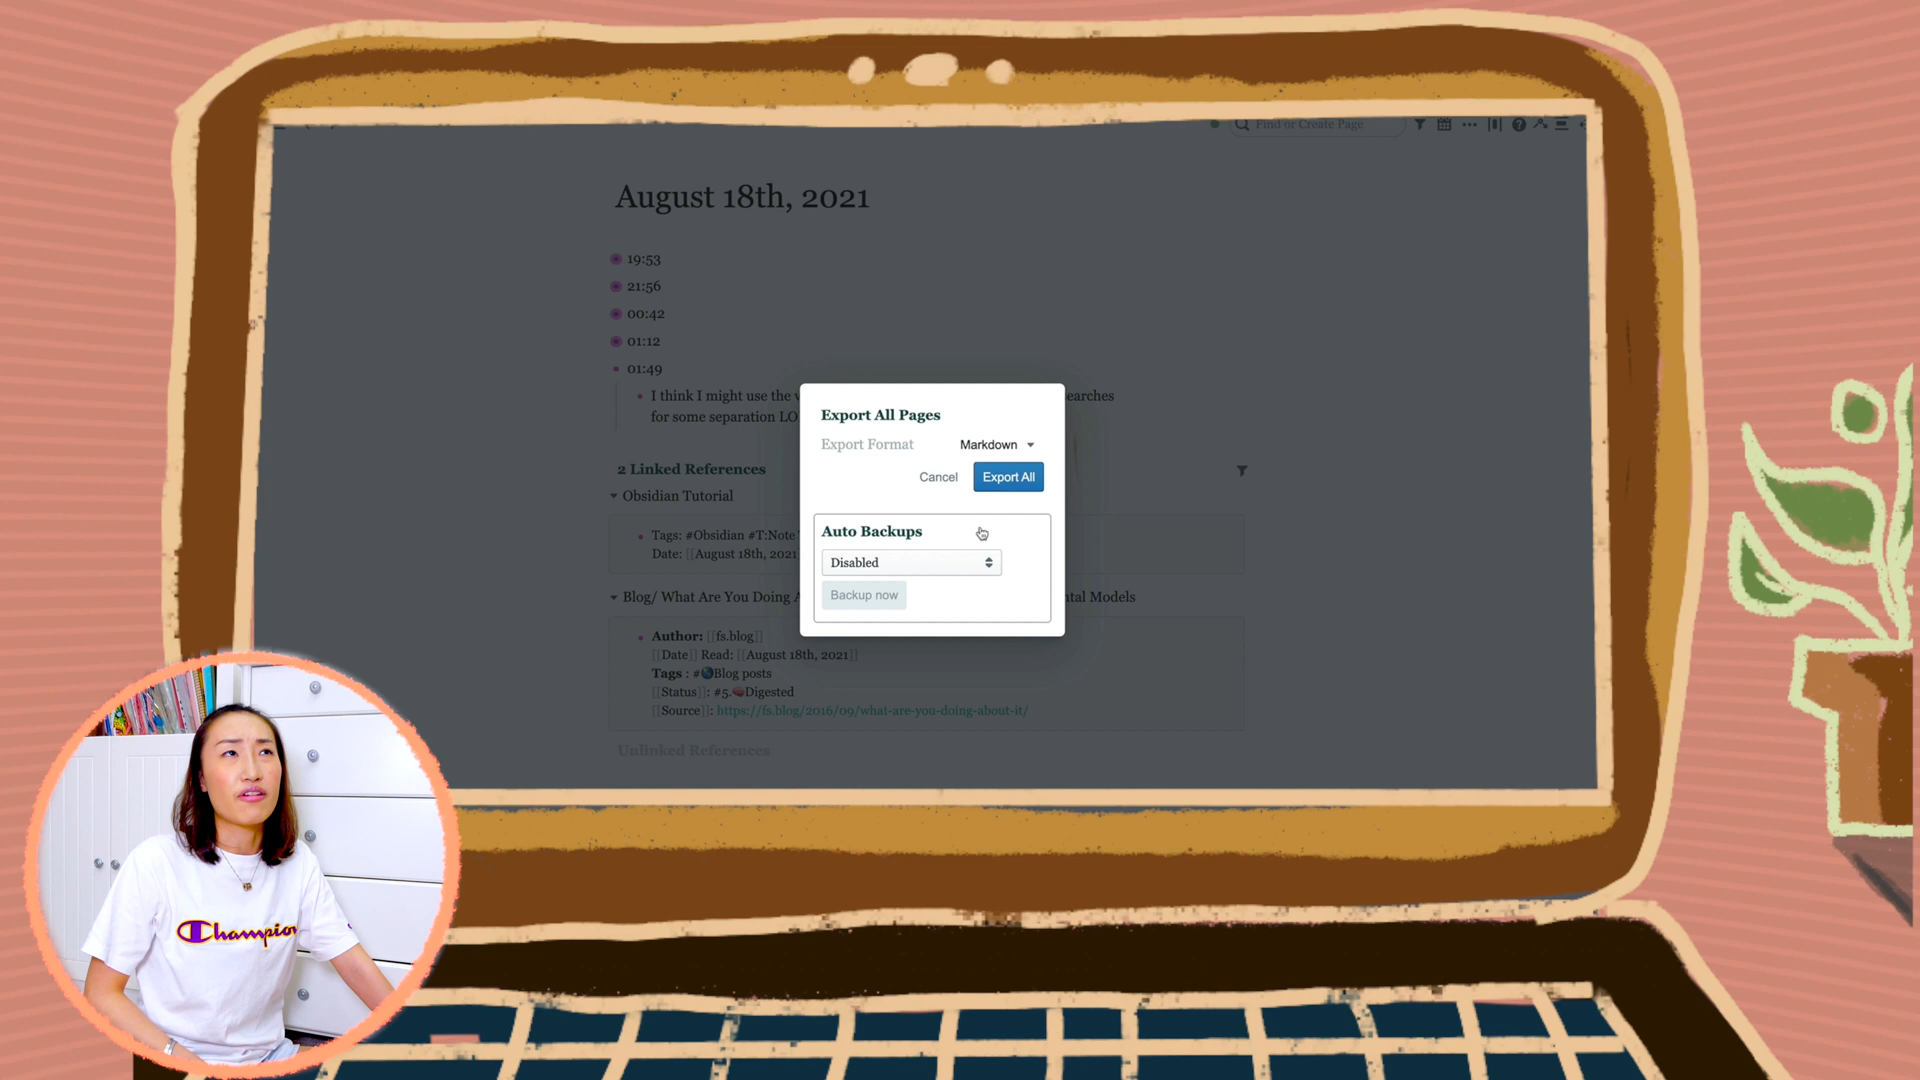 Find or Create Page
August 18th, 2021
19:53
21:56
00:42
01:12
01:49
I think I might use the
earches
for some separation LO
Export All Pages
Export Format
Markdown
Cancel
Export All
2 Linked References
Obsidian Tutorial
Tags: #Obsidian #T:Note
Date: [[August 18th, 2021
Auto Backups
Disabled
Backup now
Blog/ What Are You Doing A
tal Models
Author: [[fs.blog]]
[[Date]] Read: [[August 18th, 2021]]
Tags : #🌏Blog posts
[[Status]]: #5.🧠Digested
[[Source]]: https://fs.blog/2016/09/what-are-you-doing-about-it/
Unlinked References
Champion